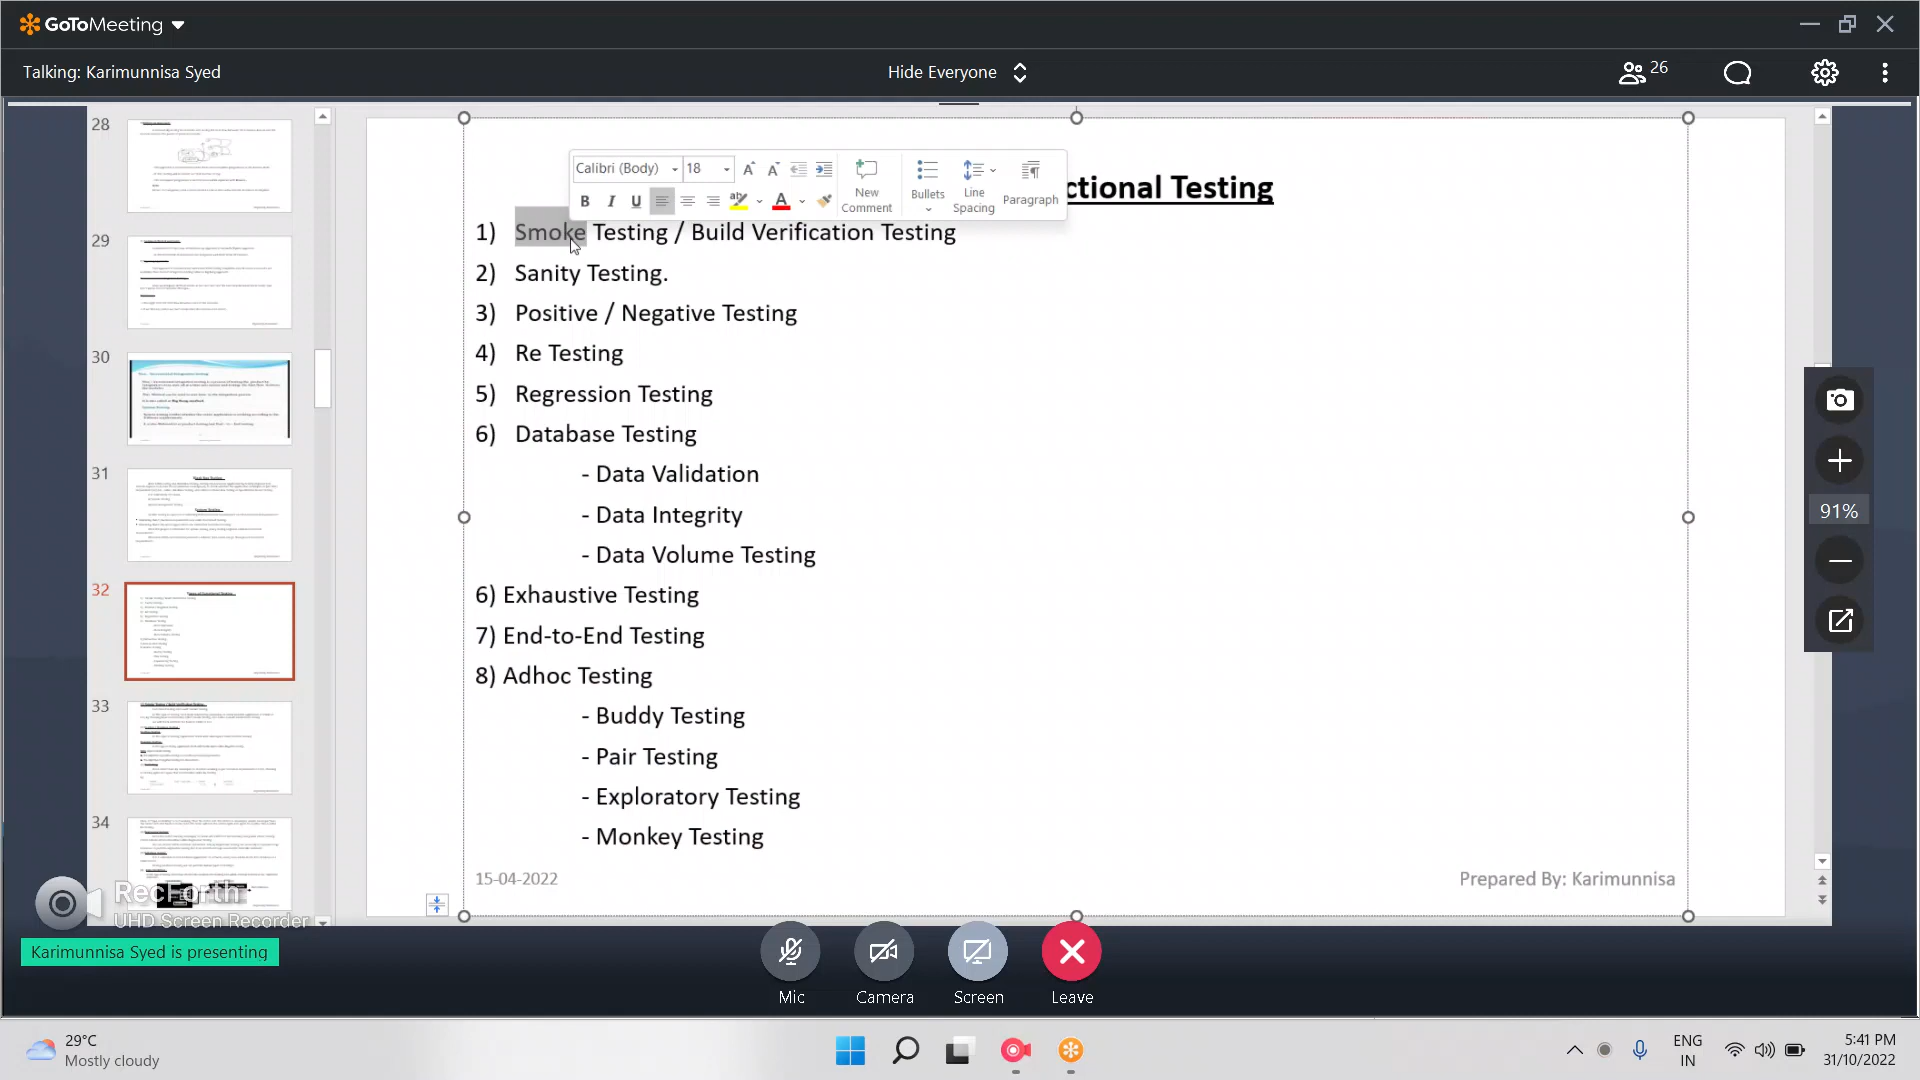 GoToMeeting
Talking: Karimunnisa Syed
Hide Everyone
26
28
29
30
31
32
33
34
Calibri (Body)
18
New
Comment
Bullets
Line
Spacing
Paragraph
B I U
ctional Testing
1) Smoke Testing / Build Verification Testing
2) Sanity Testing.
3) Positive / Negative Testing
4) Re Testing
5) Regression Testing
6) Database Testing
- Data Validation
- Data Integrity
- Data Volume Testing
6) Exhaustive Testing
7) End-to-End Testing
8) Adhoc Testing
- Buddy Testing
- Pair Testing
- Exploratory Testing
- Monkey Testing
15-04-2022
Prepared By: Karimunnisa
91%
RecForth
UHD Screen Recorder
Karimunnisa Syed is presenting
Mic
Camera
Screen
Leave
29°C
Mostly cloudy
ENG
IN
5:41 PM
31/10/2022